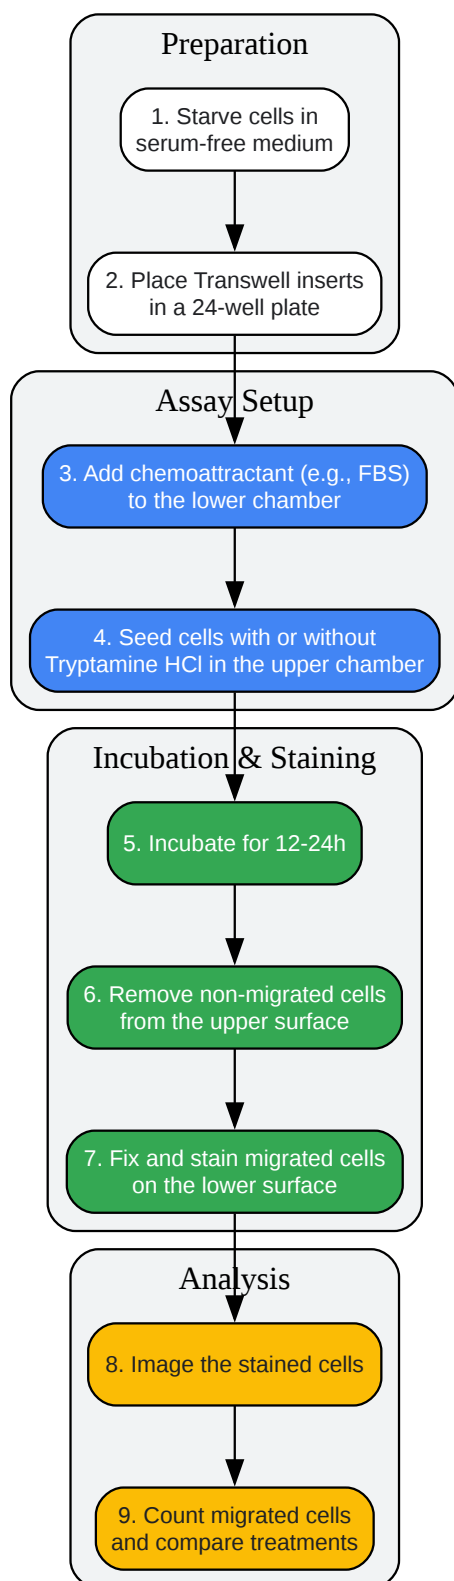 Preparation
1. Starve cells in
serum-free medium
2. Place Transwell inserts
in a 24-well plate
Assay Setup
3. Add chemoattractant (e.g., FBS)
to the lower chamber
4. Seed cells with or without
Tryptamine HCl in the upper chamber
Incubation & Staining
5. Incubate for 12-24h
6. Remove non-migrated cells
from the upper surface
7. Fix and stain migrated cells
on the lower surface
Analysis
8. Image the stained cells
9. Count migrated cells
and compare treatments